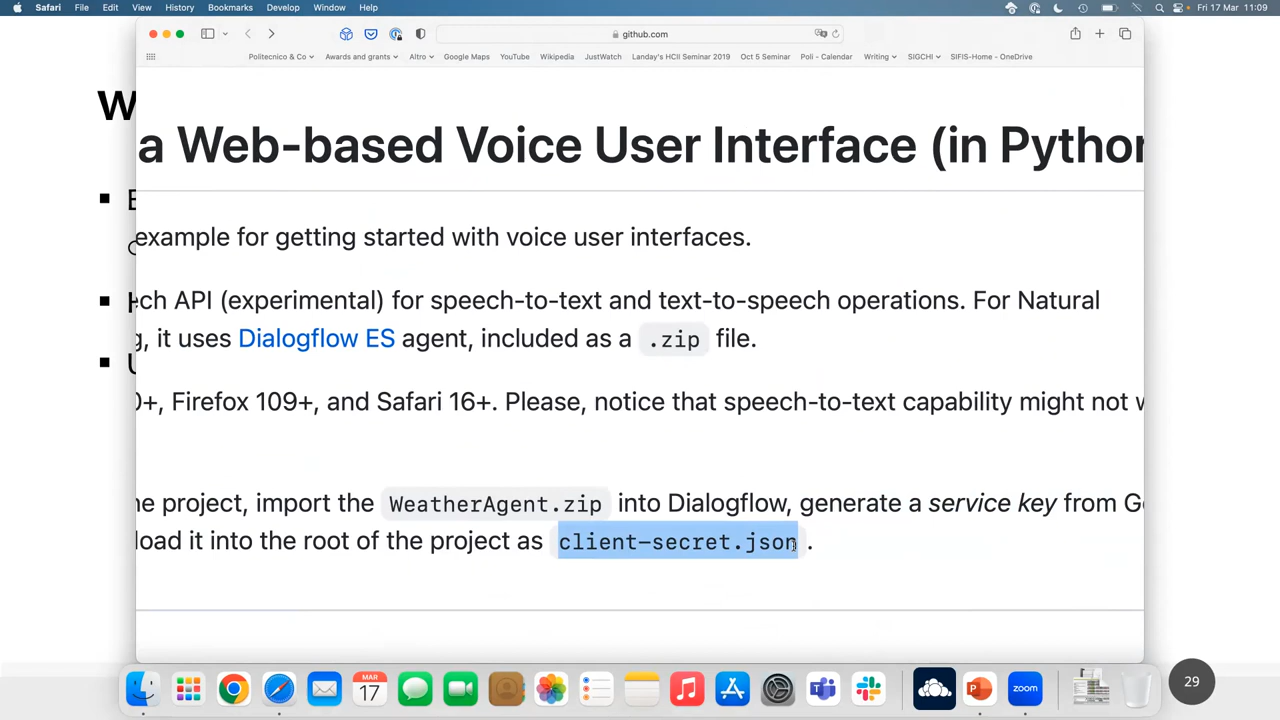 Safari File Edit View History Bookmarks Develop Window Help Fri 17 Mar 11:09
github.com
Politecnico & Co Awards and grants Altro Google Maps YouTube Wikipedia JustWatch Landay's HCII Seminar 2019 Oct 5 Seminar Poli - Calendar Writing SIGCHI SIFIS-Home - OneDrive
W
a Web-based Voice User Interface (in Python
example for getting started with voice user interfaces.
ech API (experimental) for speech-to-text and text-to-speech operations. For Natural
g, it uses Dialogflow ES agent, included as a .zip file.
0+, Firefox 109+, and Safari 16+. Please, notice that speech-to-text capability might not w
ne project, import the WeatherAgent.zip into Dialogflow, generate a service key from Go
load it into the root of the project as client-secret.json .
MAR
17
zoom
29